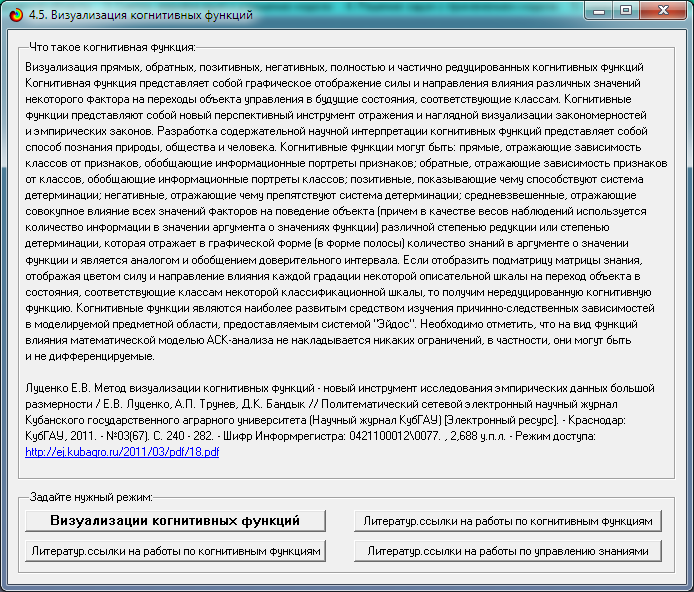 4.5. Визуализация когнитивных функций
Что такое когнитивная функция:
Визуализация прямых, обратных, позитивных, негативных, полностью и частично редуцированных когнитивных функций
Когнитивная функция представляет собой графическое отображение силы и направления влияния различных значений
некоторого фактора на переходы объекта управления в будущие состояния, соответствующие классам. Когнитивные
функции представляют собой новый перспективный инструмент отражения и наглядной визуализации закономерностей
и эмпирических законов. Разработка содержательной научной интерпретации когнитивных функций представляет собой
способ познания природы, общества и человека. Когнитивные функции могут быть: прямые, отражающие зависимость
классов от признаков, обобщающие информационные портреты признаков; обратные, отражающие зависимость признаков
от классов, обобщающие информационные портреты классов; позитивные, показывающие чему способствуют система
детерминации; негативные, отражающие чему препятствуют система детерминации; средневзвешенные, отражающие
совокупное влияние всех значений факторов на поведение объекта (причем в качестве весов наблюдений используется
количество информации в значении аргумента о значениях функции) различной степенью редукции или степенью
детерминации, которая отражает в графической форме (в форме полосы) количество знаний в аргументе о значении
функции и является аналогом и обобщением доверительного интервала. Если отобразить подматрицу матрицы знания,
отображая цветом силу и направление влияния каждой градации некоторой описательной шкалы на переход объекта в
состояния, соответствующие классам некоторой классификационной шкалы, то получим нередуцированную когнитивную
функцию. Когнитивные функции являются наиболее развитым средством изучения причинно-следственных зависимостей
в моделируемой предметной области, предоставляемым системой "Эйдос". Необходимо отметить, что на вид функций
влияния математической моделью АСК-анализа не накладывается никаких ограничений, в частности, они могут быть
и не дифференцируемые.
Луценко Е.В. Метод визуализации когнитивных функций - новый инструмент исследования эмпирических данных большой
размерности / Е.В. Луценко, А.П. Трунев, Д.К. Бандык // Политематический сетевой электронный научный журнал
Кубанского государственного аграрного университета (Научный журнал КубГАУ) [Электронный ресурс]. - Краснодар:
КубГАУ, 2011. - №03(67). С. 240 - 282. - Шифр Информрегистра: 0421100012\0077. , 2,688 у.п.л. - Режим доступа:
http://ej.kubagro.ru/2011/03/pdf/18.pdf
Задайте нужный режим:
Визуализации когнитивных функций
Литератур.ссылки на работы по когнитивным функциям
Литератур.ссылки на работы по когнитивным функциям
Литератур.ссылки на работы по управлению знаниями